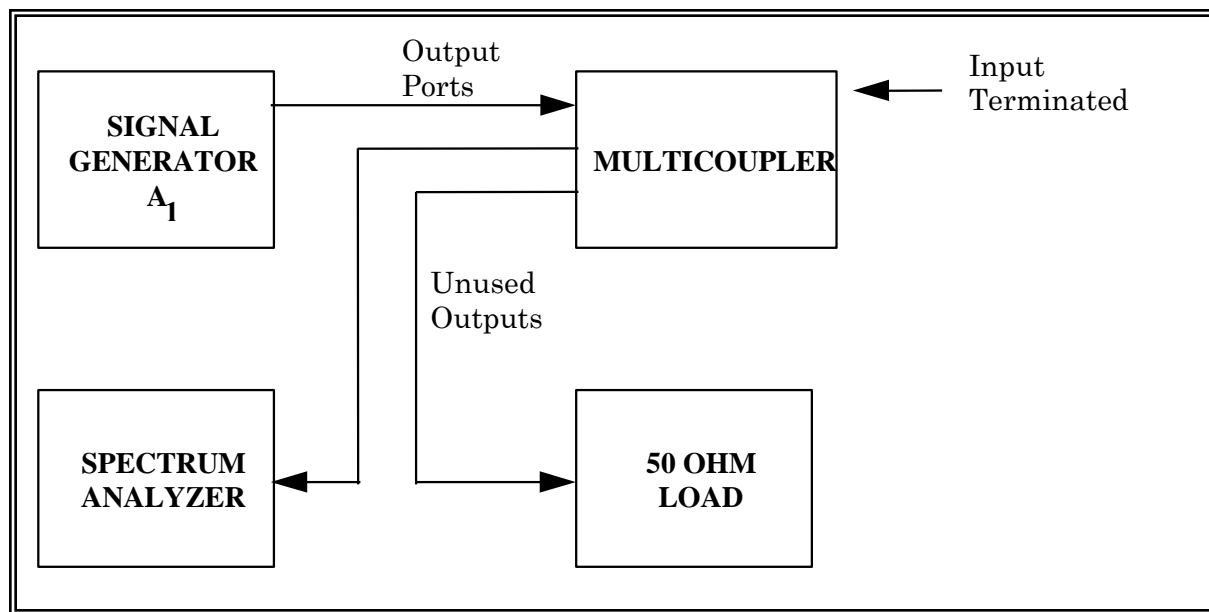 Output
Ports
Input
Terminated
SIGNAL
GENERATOR
A1
MULTICOUPLER
Unused
Outputs
SPECTRUM
ANALYZER
50 OHM
LOAD